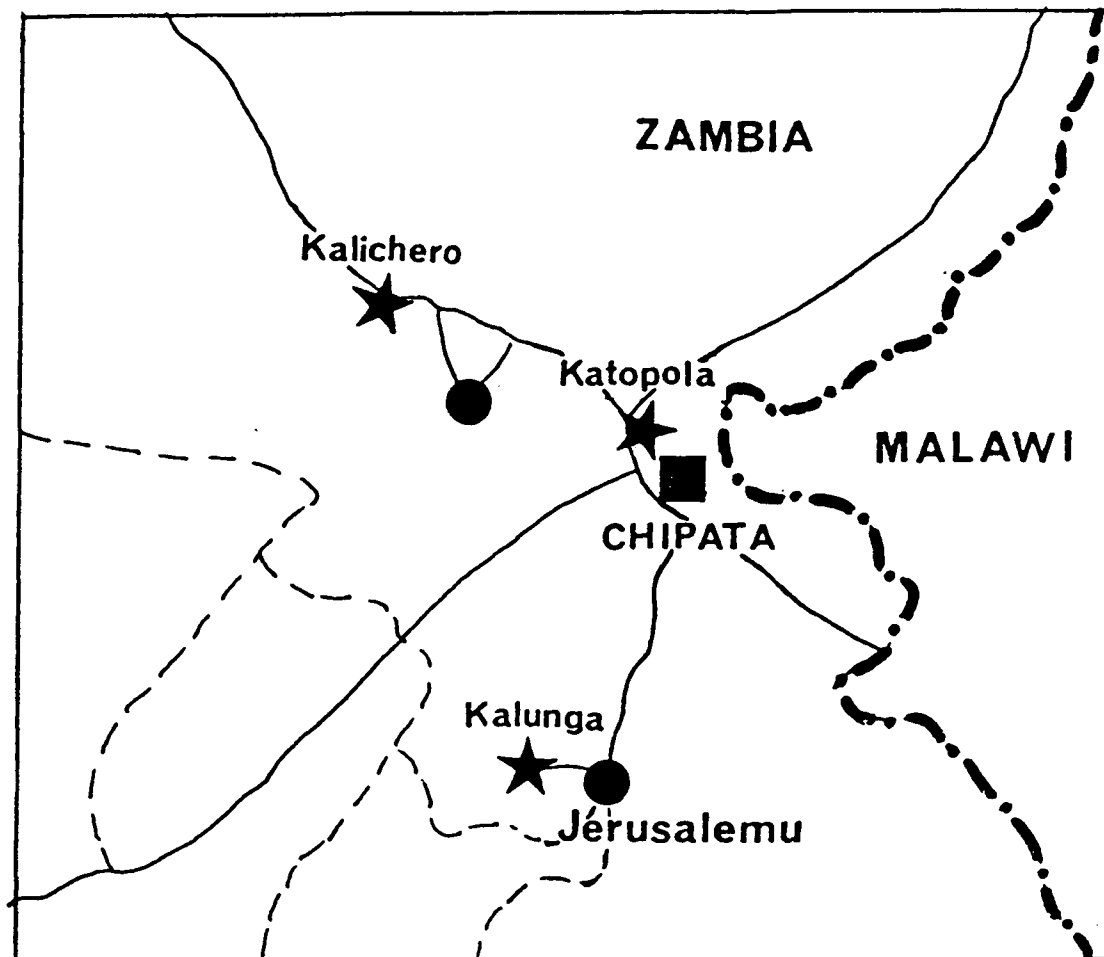 ZAMBIA
Kalichero
Katopola
MALAWI
CHIPATA
Kalunga
Jérusalemu